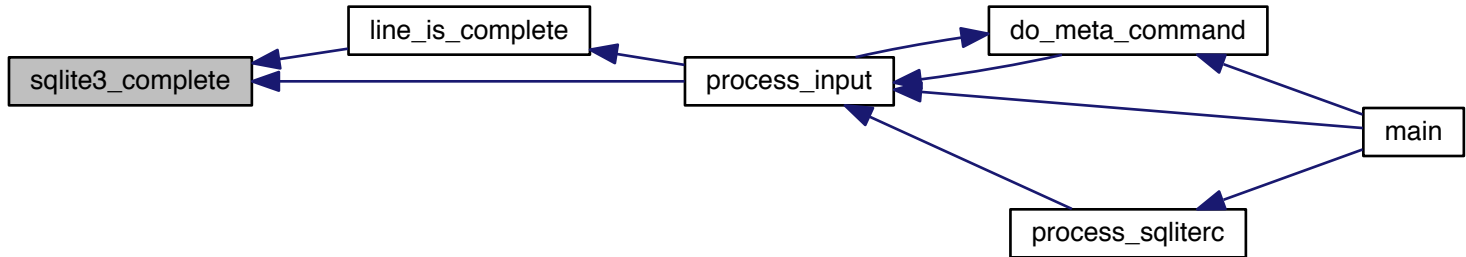 sqlite3_complete
line_is_complete
process_input
do_meta_command
main
process_sqliterc